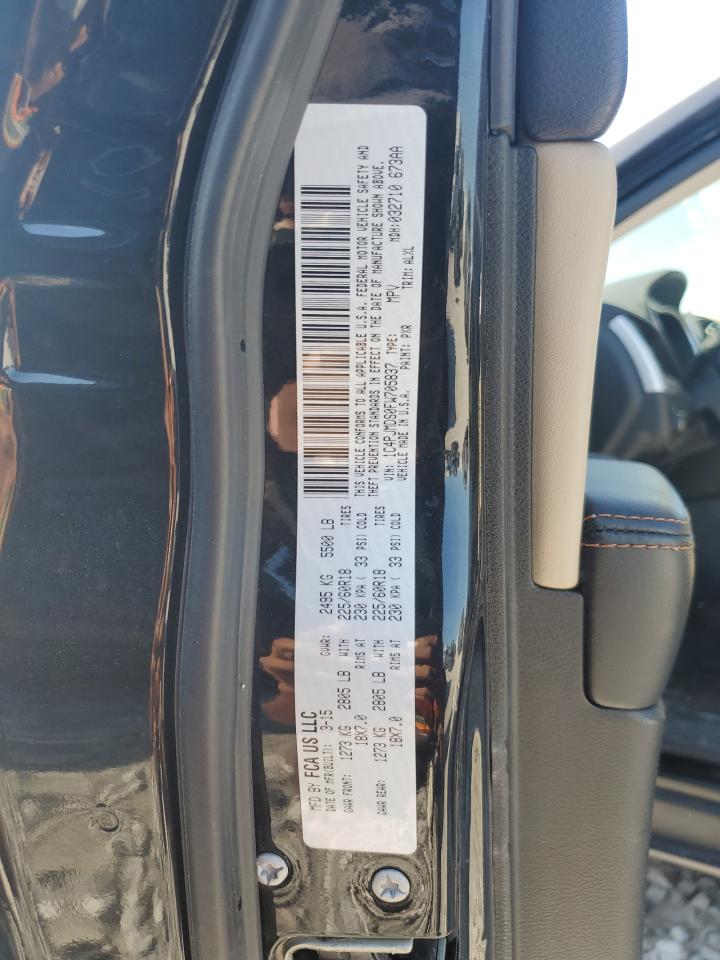 MFD BY FCA US LLC
DATE OF MFR(BUILT): 3-15 GVWR: 2495 KG 5500 LB
GAWR FRONT: 1273 KG 2805 LB WITH 225/60R18 TIRES
18X7.0 RIMS AT 230 KPA ( 33 PSI) COLD
GAWR REAR: 1273 KG 2805 LB WITH 225/60R18 TIRES
18X7.0 RIMS AT 230 KPA ( 33 PSI) COLD
THIS VEHICLE CONFORMS TO ALL APPLICABLE U.S.A. FEDERAL MOTOR VEHICLE SAFETY AND
THEFT PREVENTION STANDARDS IN EFFECT ON THE DATE OF MANUFACTURE SHOWN ABOVE.
VIN: 1C4PJMDS0FW705837 TYPE: MPV MDH:032710 673AA
VEHICLE MADE IN U.S.A. PAINT: PXR TRIM: ALXL